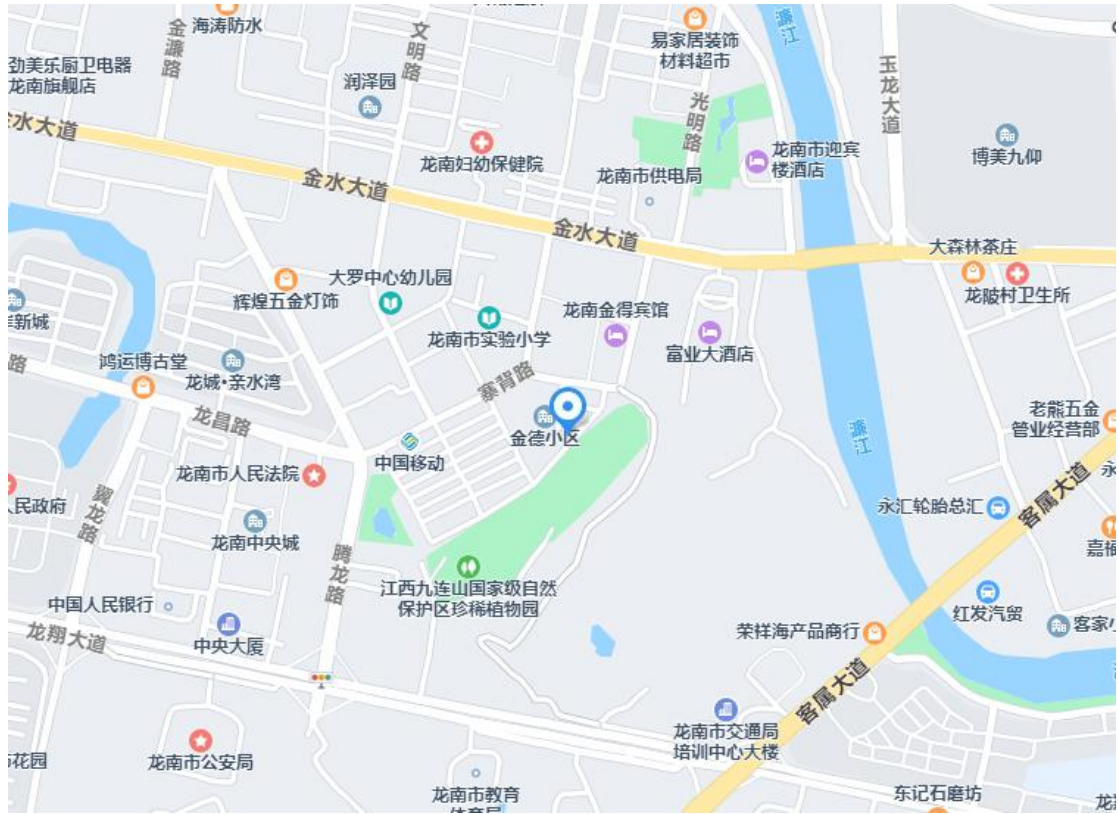 海涛防水
金濂路
文明路
易家居装饰
材料超市
濂江
劲美乐厨卫电器
龙南旗舰店
润泽园
光明路
玉龙大道
金水大道
龙南妇幼保健院
龙南市迎宾
楼酒店
博美九仰
龙南市供电局
金水大道
金水大道
大森林茶庄
龙陂村卫生所
大罗中心幼儿园
辉煌五金灯饰
龙南金得宾馆
龙南市实验小学
富业大酒店
岸新城
鸿运博古堂
龙城·亲水湾
寨背路
路
龙昌路
金德小区
濂江
老熊五金
管业经营部
中国移动
龙南市人民法院
人民政府
翼龙路
永
客属大道
永汇轮胎总汇
龙南中央城
嘉福
腾龙路
江西九连山国家级自然
保护区珍稀植物园
中国人民银行
红发汽贸
龙翔大道
中央大厦
荣祥海产品商行
客家小
客属大道
龙南市交通局
培训中心大楼
花园
龙南市公安局
龙南市教育
体育局
东记石磨坊